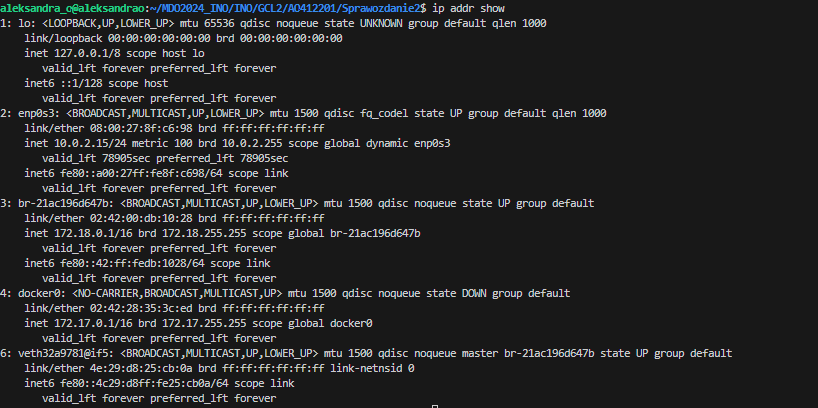 aleksandra_o@aleksandrao:~/MDO2024_INO/INO/GCL2/AO412201/Sprawozdanie2$ ip addr show
1: lo: <LOOPBACK,UP,LOWER_UP> mtu 65536 qdisc noqueue state UNKNOWN group default qlen 1000
    link/loopback 00:00:00:00:00:00 brd 00:00:00:00:00:00
    inet 127.0.0.1/8 scope host lo
       valid_lft forever preferred_lft forever
    inet6 ::1/128 scope host
       valid_lft forever preferred_lft forever
2: enp0s3: <BROADCAST,MULTICAST,UP,LOWER_UP> mtu 1500 qdisc fq_codel state UP group default qlen 1000
    link/ether 08:00:27:8f:c6:98 brd ff:ff:ff:ff:ff:ff
    inet 10.0.2.15/24 metric 100 brd 10.0.2.255 scope global dynamic enp0s3
       valid_lft 78905sec preferred_lft 78905sec
    inet6 fe80::a00:27ff:fe8f:c698/64 scope link
       valid_lft forever preferred_lft forever
3: br-21ac196d647b: <BROADCAST,MULTICAST,UP,LOWER_UP> mtu 1500 qdisc noqueue state UP group default
    link/ether 02:42:00:db:10:28 brd ff:ff:ff:ff:ff:ff
    inet 172.18.0.1/16 brd 172.18.255.255 scope global br-21ac196d647b
       valid_lft forever preferred_lft forever
    inet6 fe80::42:ff:fedb:1028/64 scope link
       valid_lft forever preferred_lft forever
4: docker0: <NO-CARRIER,BROADCAST,MULTICAST,UP> mtu 1500 qdisc noqueue state DOWN group default
    link/ether 02:42:28:35:3c:ed brd ff:ff:ff:ff:ff:ff
    inet 172.17.0.1/16 brd 172.17.255.255 scope global docker0
       valid_lft forever preferred_lft forever
6: veth32a9781@if5: <BROADCAST,MULTICAST,UP,LOWER_UP> mtu 1500 qdisc noqueue master br-21ac196d647b state UP group default
    link/ether 4e:29:d8:25:cb:0a brd ff:ff:ff:ff:ff:ff link-netnsid 0
    inet6 fe80::4c29:d8ff:fe25:cb0a/64 scope link
       valid_lft forever preferred_lft forever